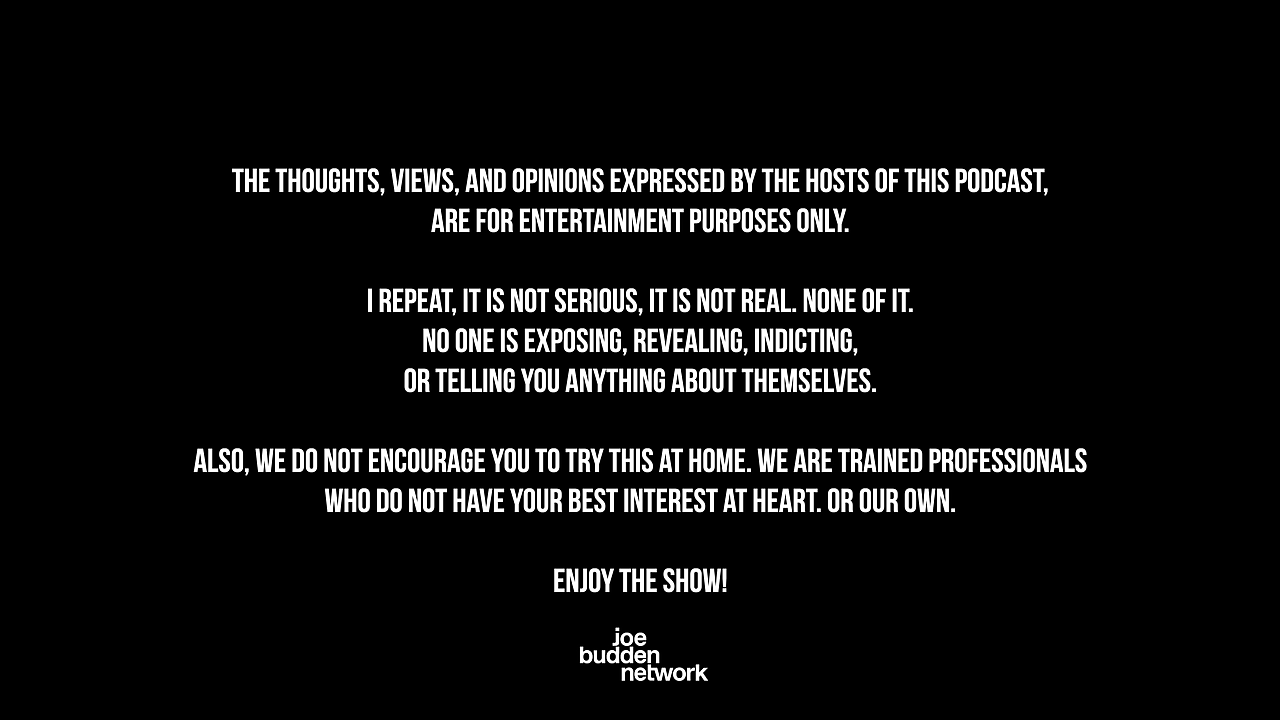 THE THOUGHTS, VIEWS, AND OPINIONS EXPRESSED BY THE HOSTS OF THIS PODCAST,
ARE FOR ENTERTAINMENT PURPOSES ONLY.
I REPEAT, IT IS NOT SERIOUS, IT IS NOT REAL. NONE OF IT.
NO ONE IS EXPOSING, REVEALING, INDICTING,
OR TELLING YOU ANYTHING ABOUT THEMSELVES.
ALSO, WE DO NOT ENCOURAGE YOU TO TRY THIS AT HOME. WE ARE TRAINED PROFESSIONALS
WHO DO NOT HAVE YOUR BEST INTEREST AT HEART. OR OUR OWN.
ENJOY THE SHOW!
joe
budden
network